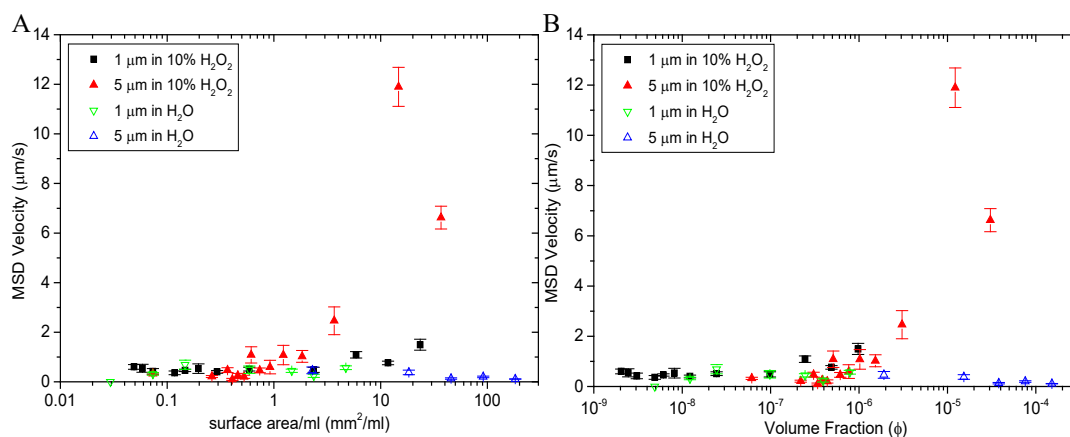 A
14
12
10
8
6
4
2
0
MSD Velocity (μm/s)
1 μm in 10% H₂O₂
5 μm in 10% H₂O₂
1 μm in H₂O
5 μm in H₂O
0.01 0.1 1 10 100
surface area/ml (mm²/ml)
B
14
12
10
8
6
4
2
0
MSD Velocity (μm/s)
1 μm in 10% H₂O₂
5 μm in 10% H₂O₂
1 μm in H₂O
5 μm in H₂O
10⁻⁹ 10⁻⁸ 10⁻⁷ 10⁻⁶ 10⁻⁵ 10⁻⁴
Volume Fraction (ϕ)